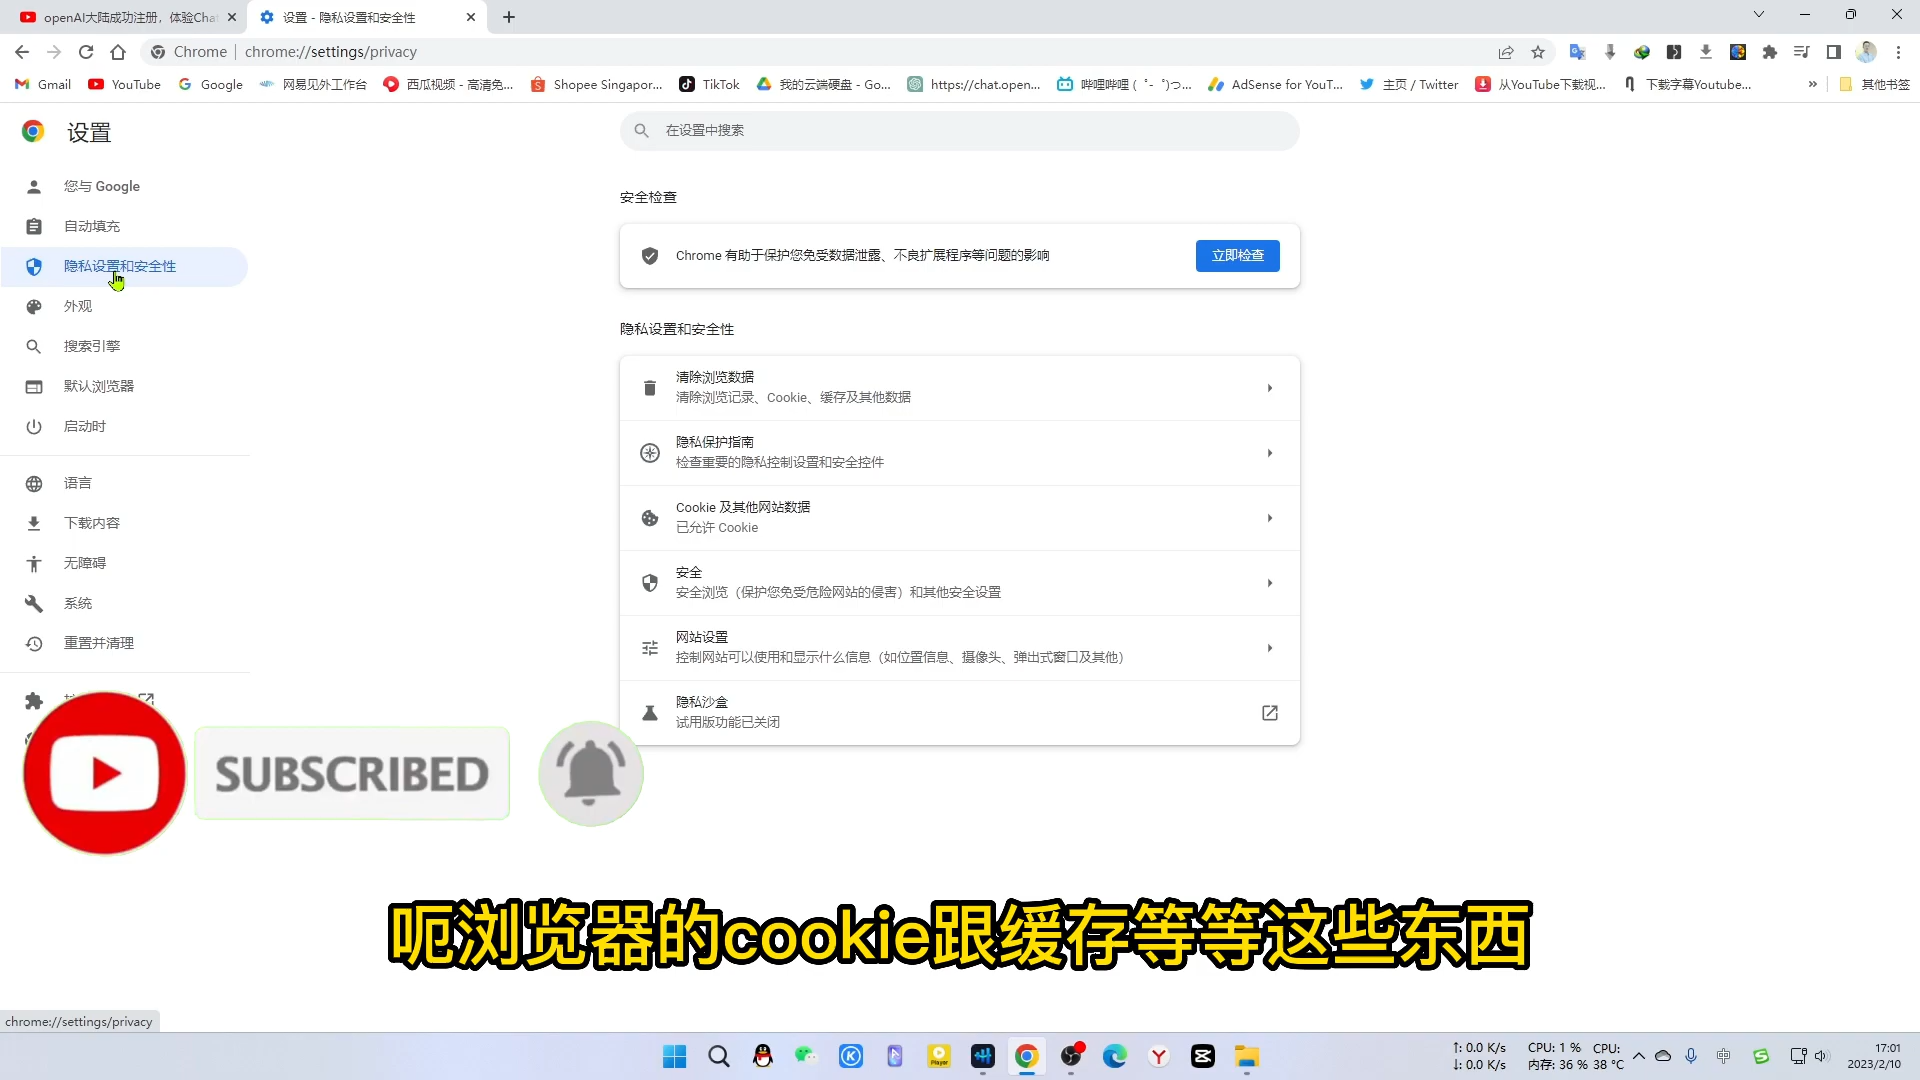 openAI大陆成功注册，体验Chat
设置 - 隐私设置和安全性
Chrome
chrome://settings/privacy
Gmail
YouTube
Google
网易见外工作台
西瓜视频 - 高清免...
Shopee Singapor...
TikTok
我的云端硬盘 - Go...
https://chat.open...
哔哩哔哩 ( ゜- ゜)つ...
AdSense for YouT...
主页 / Twitter
从YouTube下载视...
下载字幕Youtube...
»
其他书签
设置
在设置中搜索
您与 Google
自动填充
隐私设置和安全性
外观
搜索引擎
默认浏览器
启动时
语言
下载内容
无障碍
系统
重置并清理
安全检查
Chrome 有助于保护您免受数据泄露、不良扩展程序等问题的影响
立即检查
隐私设置和安全性
清除浏览数据
清除浏览记录、Cookie、缓存及其他数据
隐私保护指南
检查重要的隐私控制设置和安全控件
Cookie 及其他网站数据
已允许 Cookie
安全
安全浏览（保护您免受危险网站的侵害）和其他安全设置
网站设置
控制网站可以使用和显示什么信息（如位置信息、摄像头、弹出式窗口及其他）
隐私沙盒
试用版功能已关闭
SUBSCRIBED
呃浏览器的cookie跟缓存等等这些东西
chrome://settings/privacy
↑: 0.0 K/s
↓: 0.0 K/s
CPU: 1 %
内存: 36 %
CPU:
38 °C
中
17:01
2023/2/10